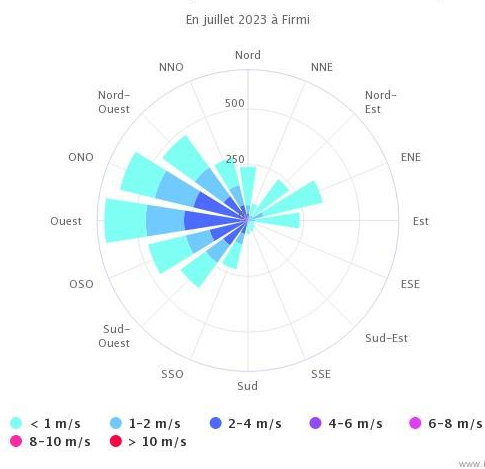 En juillet 2023 à Firmi
Nord
NNO
NNE
Nord-
Ouest
Nord-
Est
500
250
ONO
ENE
Ouest
Est
OSO
ESE
Sud-
Ouest
Sud-Est
SSO
SSE
Sud
< 1 m/s
1-2 m/s
2-4 m/s
4-6 m/s
6-8 m/s
8-10 m/s
> 10 m/s
www.i